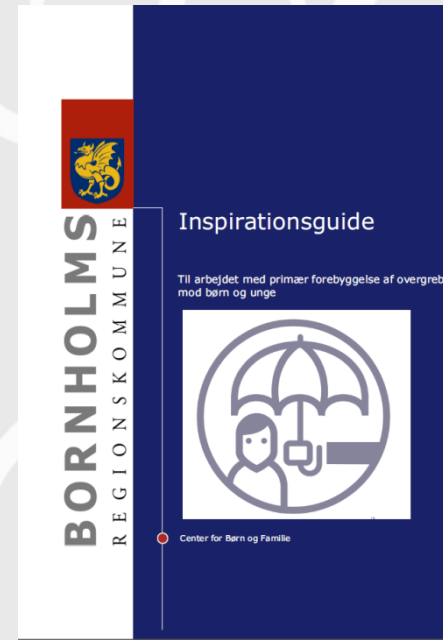 BORNHOLMS
REGIONSKOMMUNE
Inspirationsguide
Til arbejdet med primær forebyggelse af overgreb
mod børn og unge
Center for Børn og Familie